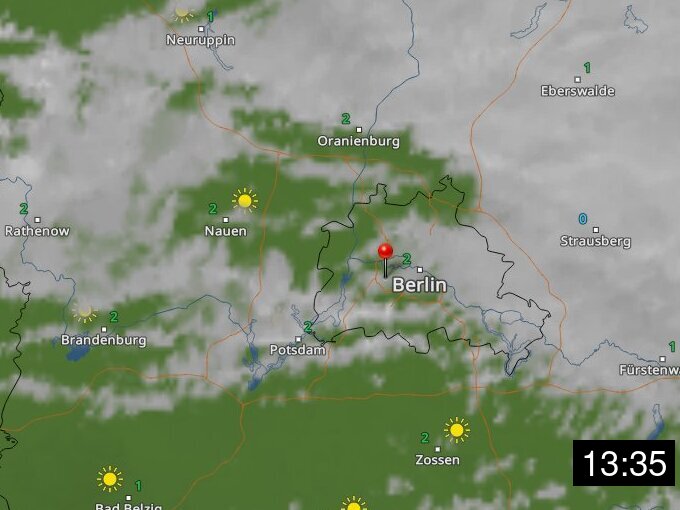 1
Neuruppin
1
Eberswalde
2
Oranienburg
2
Rathenow
2
Nauen
0
Strausberg
2
Berlin
2
Brandenburg
2
Potsdam
1
Fürstenwa
2
Zossen
13:35
1
Bad Belzig